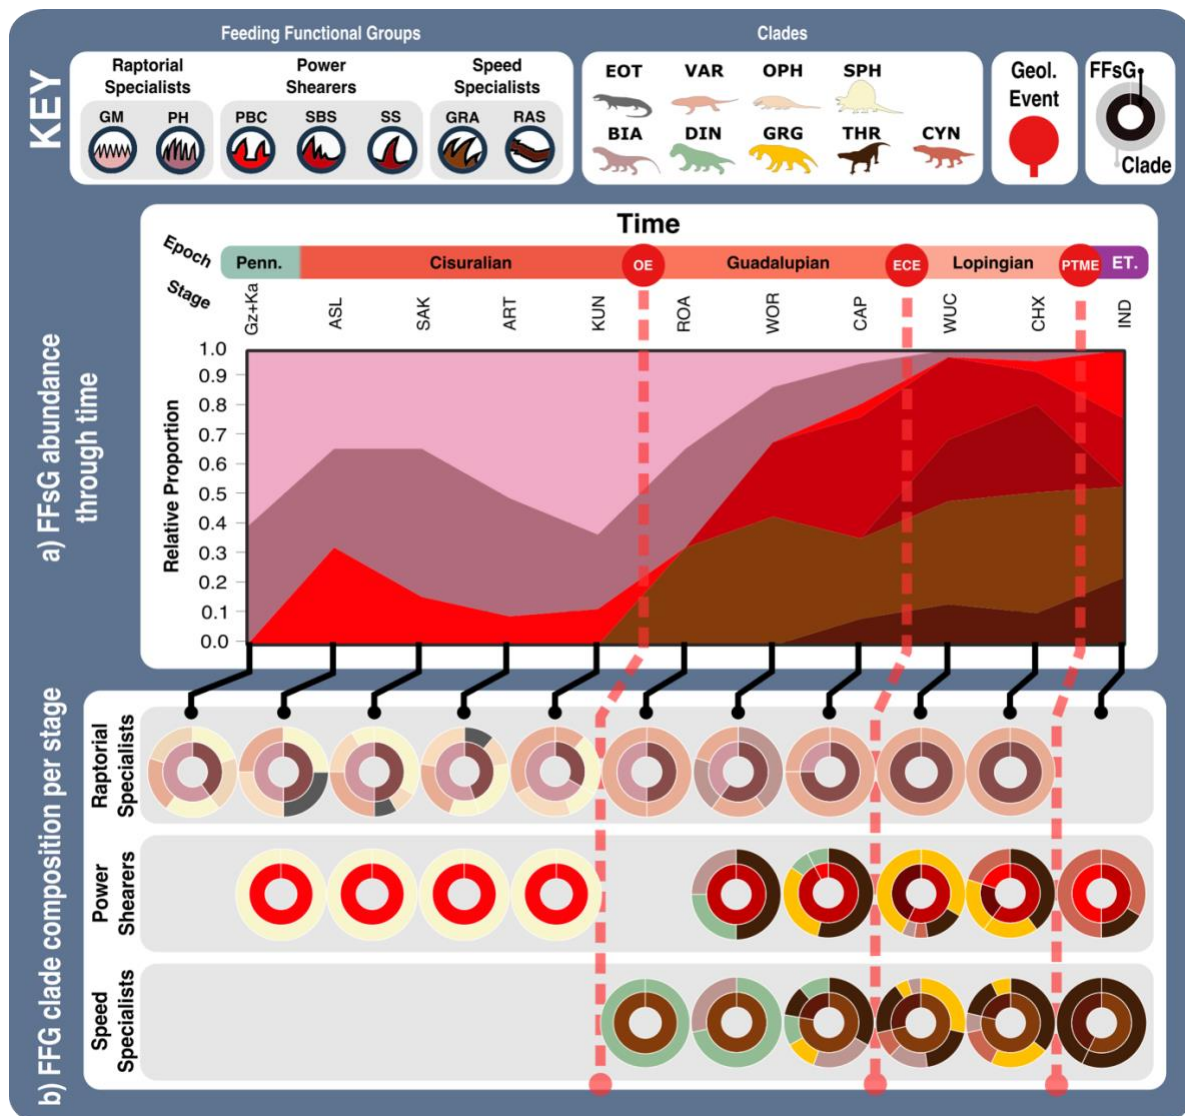 KEY
Feeding Functional Groups
Raptorial
Specialists
GM
PH
Power
Shearers
PBC
SBS
SS
Speed
Specialists
GRA
RAS
Clades
EOT
VAR
OPH
SPH
BIA
DIN
GRG
THR
CYN
Geol.
Event
FFsG
Clade
a) FFsG abundance
through time
Time
Epoch
Penn.
Cisuralian
OE
Guadalupian
ECE
Lopingian
PTME
ET.
Stage
Gz+Ka
ASL
SAK
ART
KUN
ROA
WOR
CAP
WUC
CHX
IND
Relative Proportion
1.0
0.9
0.8
0.7
0.6
0.5
0.4
0.3
0.2
0.1
0.0
b) FFG clade composition per stage
Raptorial
Specialists
Power
Shearers
Speed
Specialists